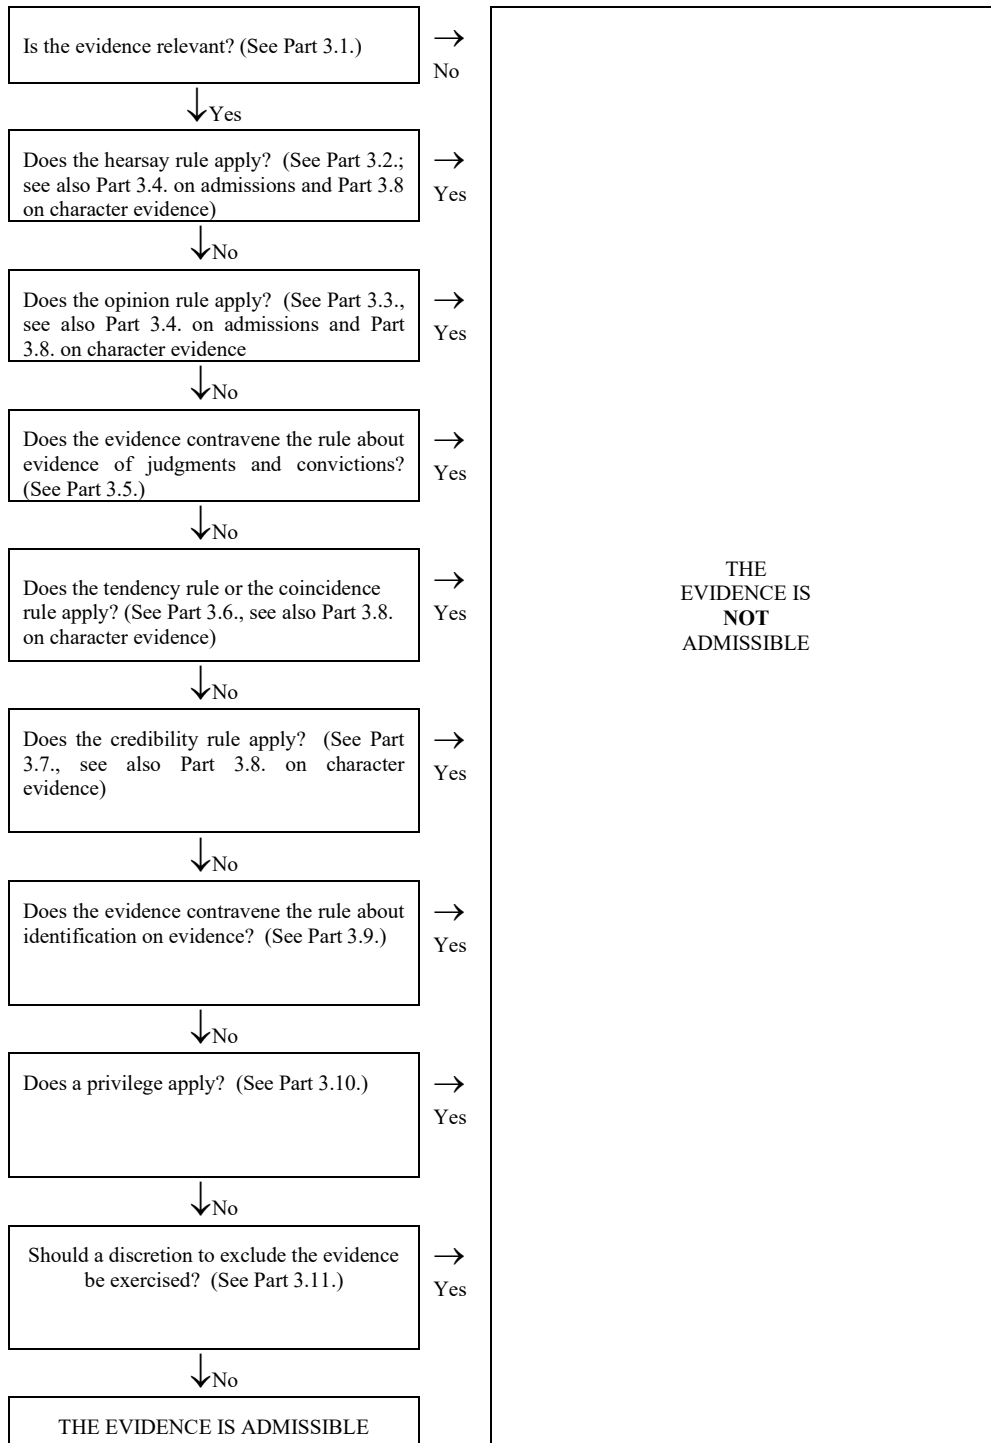 Is the evidence relevant? (See Part 3.1.)
→
No
↓Yes
Does the hearsay rule apply? (See Part 3.2.;
see also Part 3.4. on admissions and Part 3.8
on character evidence)
→
Yes
↓No
Does the opinion rule apply? (See Part 3.3.,
see also Part 3.4. on admissions and Part
3.8. on character evidence
→
Yes
↓No
Does the evidence contravene the rule about
evidence of judgments and convictions?
(See Part 3.5.)
→
Yes
↓No
Does the tendency rule or the coincidence
rule apply? (See Part 3.6., see also Part 3.8.
on character evidence)
→
Yes
THE
EVIDENCE IS
NOT
ADMISSIBLE
↓No
Does the credibility rule apply? (See Part
3.7., see also Part 3.8. on character
evidence)
→
Yes
↓No
Does the evidence contravene the rule about
identification on evidence? (See Part 3.9.)
→
Yes
↓No
Does a privilege apply? (See Part 3.10.)
→
Yes
↓No
Should a discretion to exclude the evidence
be exercised? (See Part 3.11.)
→
Yes
↓No
THE EVIDENCE IS ADMISSIBLE